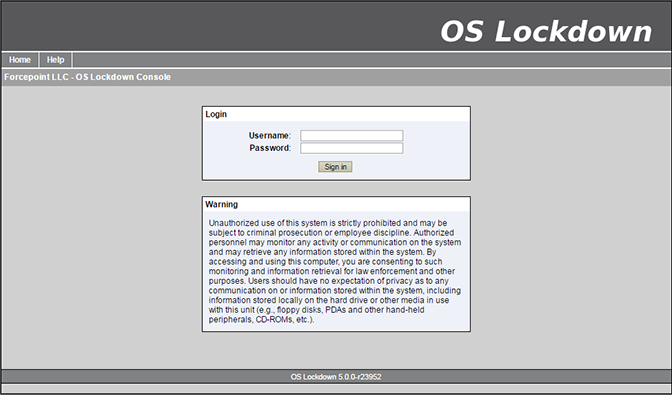 OS Lockdown
Home Help
Forcepoint LLC - OS Lockdown Console
Login
Username:
Password:
Sign in
Warning
Unauthorized use of this system is strictly prohibited and may be
subject to criminal prosecution or employee discipline. Authorized
personnel may monitor any activity or communication on the system
and may retrieve any information stored within the system. By
accessing and using this computer, you are consenting to such
monitoring and information retrieval for law enforcement and other
purposes. Users should have no expectation of privacy as to any
communication on or information stored within the system, including
information stored locally on the hard drive or other media in use
with this unit (e.g., floppy disks, PDAs and other hand-held
peripherals, CD-ROMs, etc.).
OS Lockdown 5.0.0-r23952